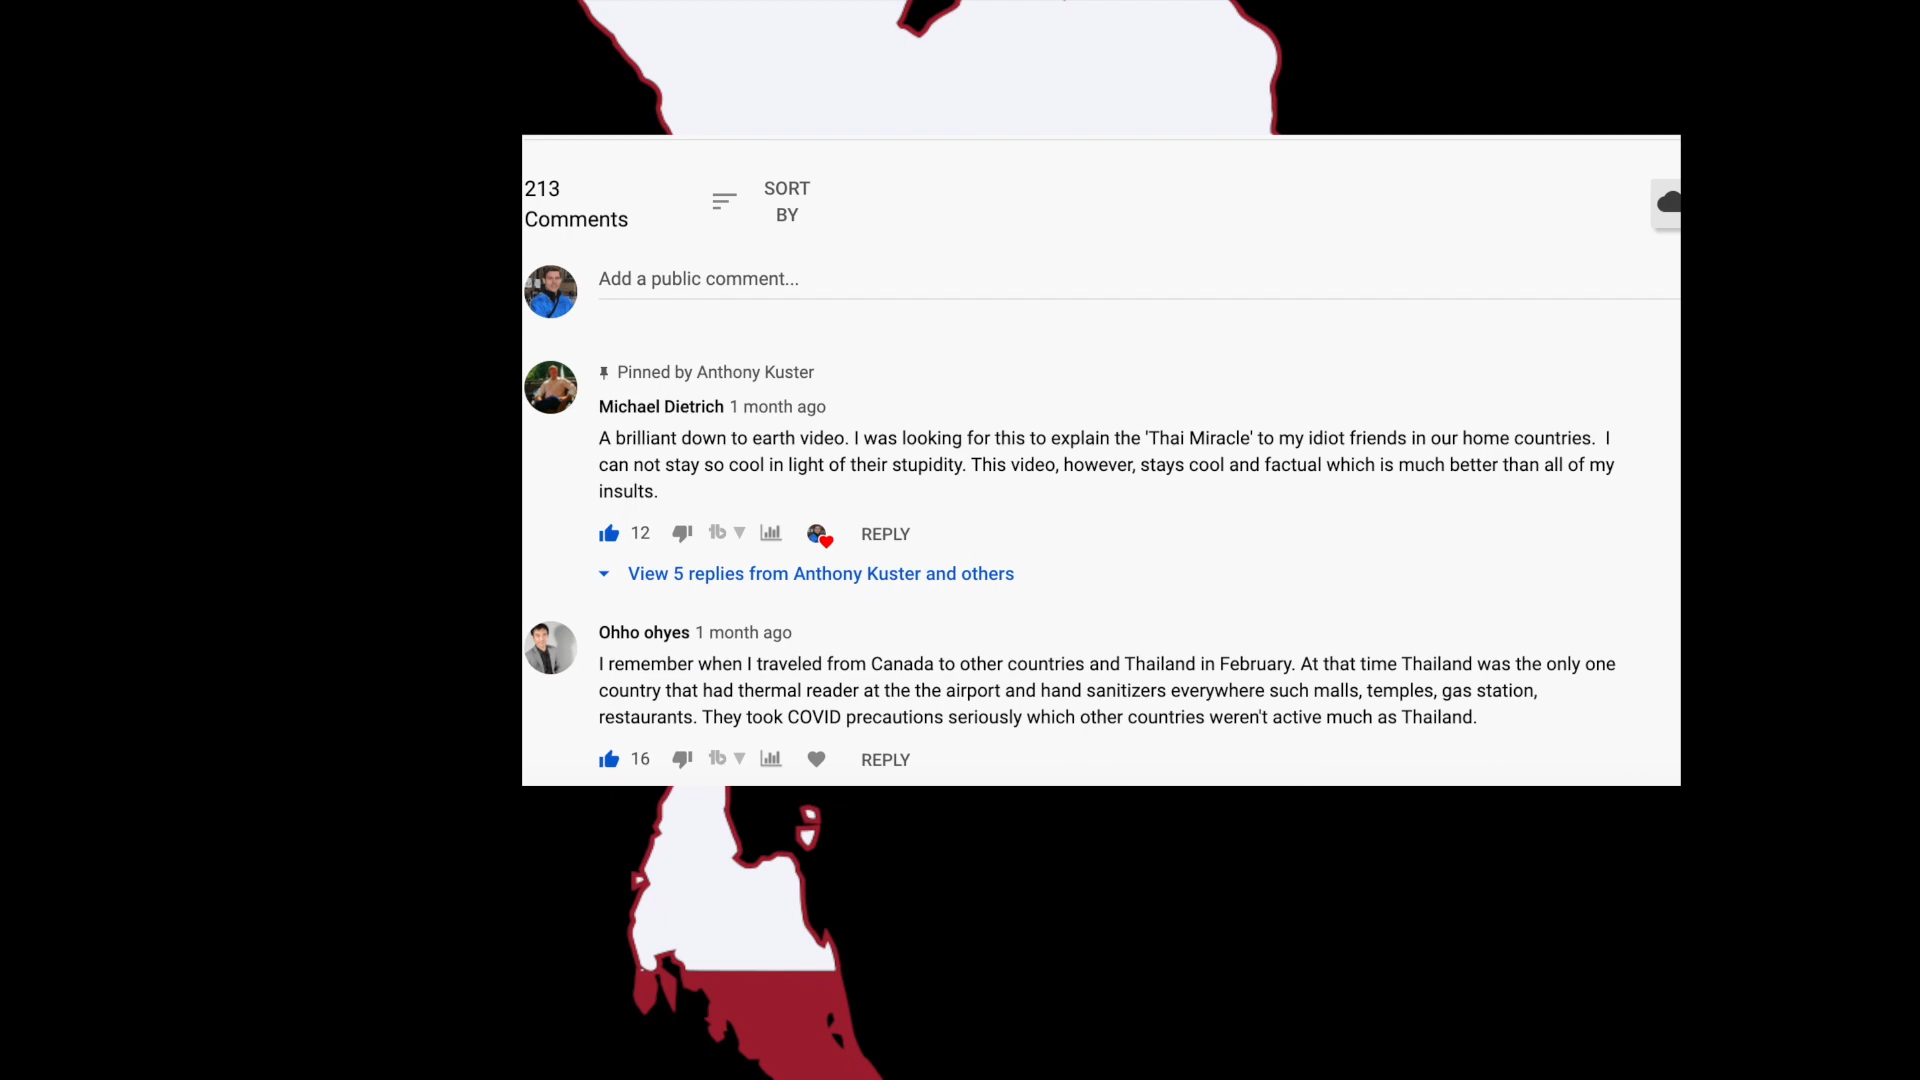 213
Comments
SORT
BY
Add a public comment...
Pinned by Anthony Kuster
Michael Dietrich 1 month ago
A brilliant down to earth video. I was looking for this to explain the 'Thai Miracle' to my idiot friends in our home countries.  I
can not stay so cool in light of their stupidity. This video, however, stays cool and factual which is much better than all of my
insults.
12
REPLY
View 5 replies from Anthony Kuster and others
Ohho ohyes 1 month ago
I remember when I traveled from Canada to other countries and Thailand in February. At that time Thailand was the only one
country that had thermal reader at the the airport and hand sanitizers everywhere such malls, temples, gas station,
restaurants. They took COVID precautions seriously which other countries weren't active much as Thailand.
16
REPLY